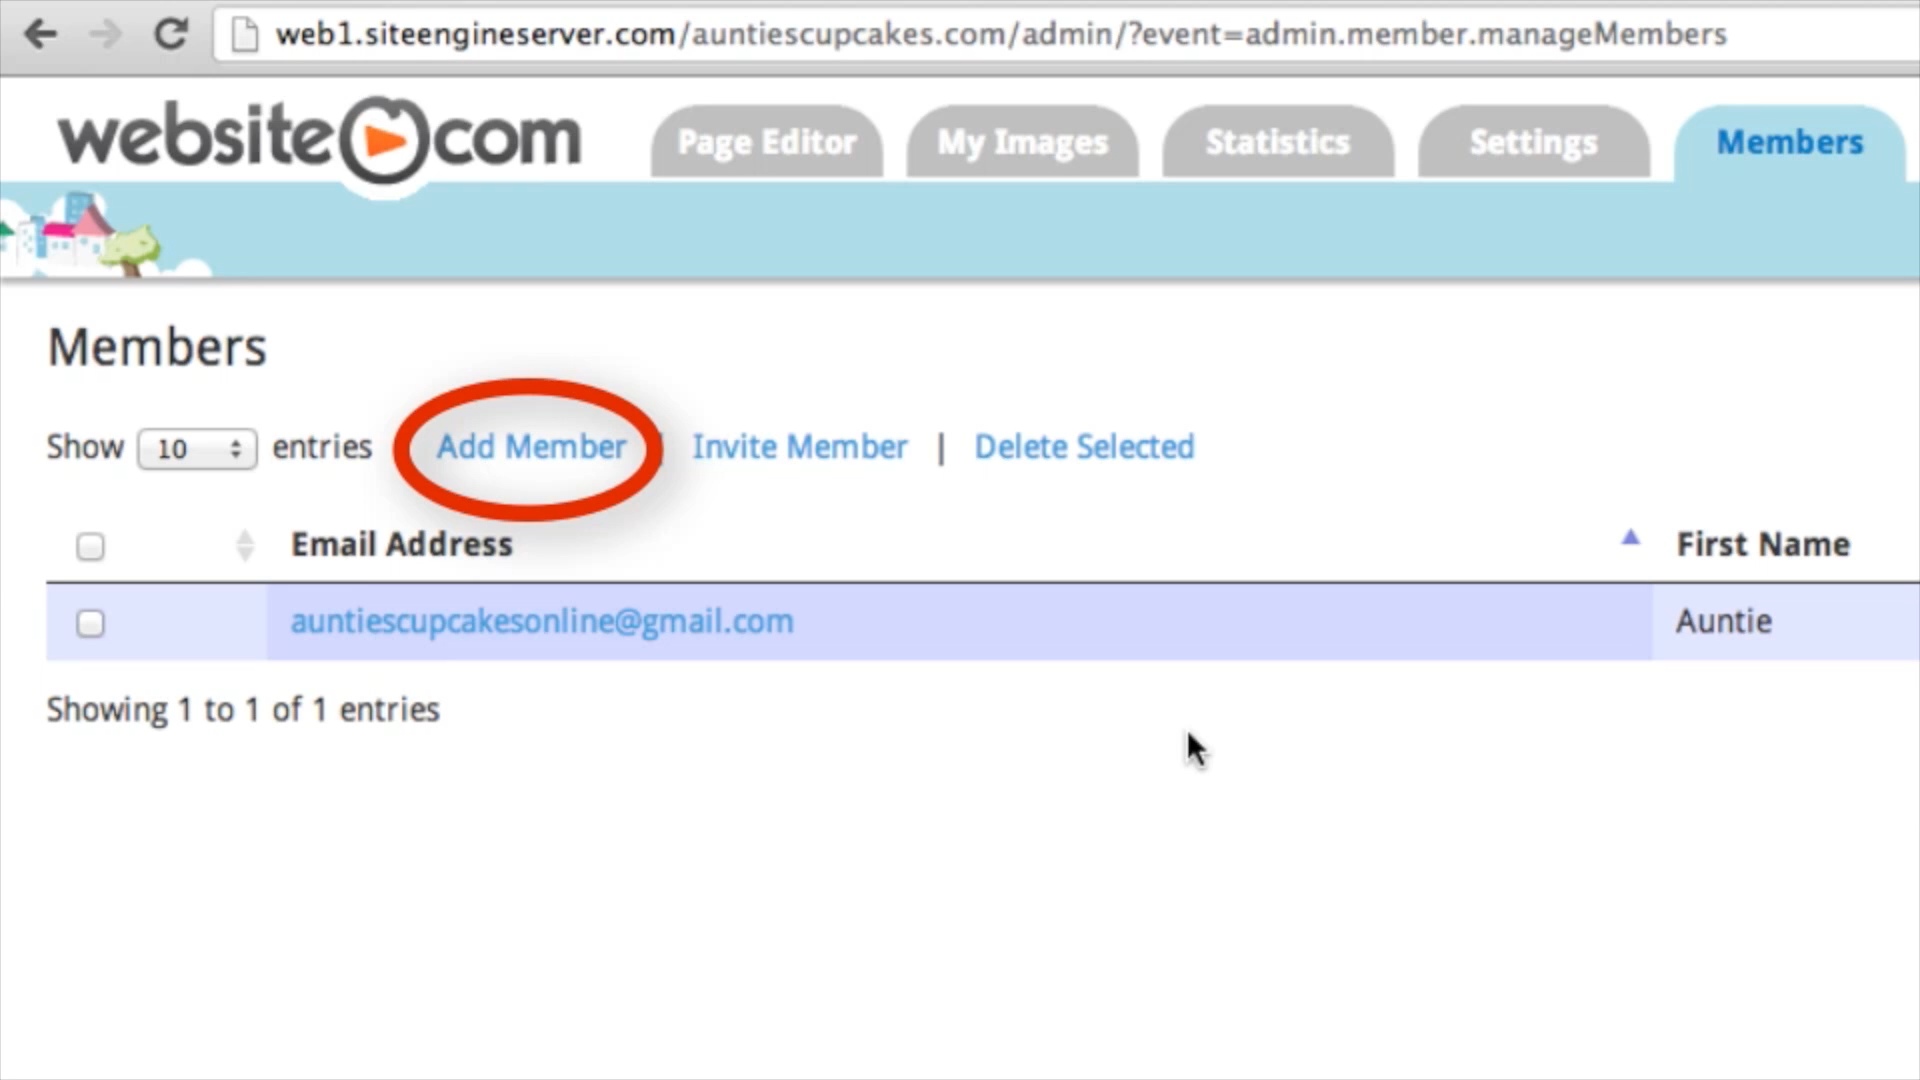 web1.siteengineserver.com/auntiescupcakes.com/admin/?event=admin.member.manageMembers
website com Page Editor My Images Statistics Settings Members
Members
Show 10 entries Add Member | Invite Member | Delete Selected
Email Address First Name
auntiescupcakesonline@gmail.com Auntie
Showing 1 to 1 of 1 entries